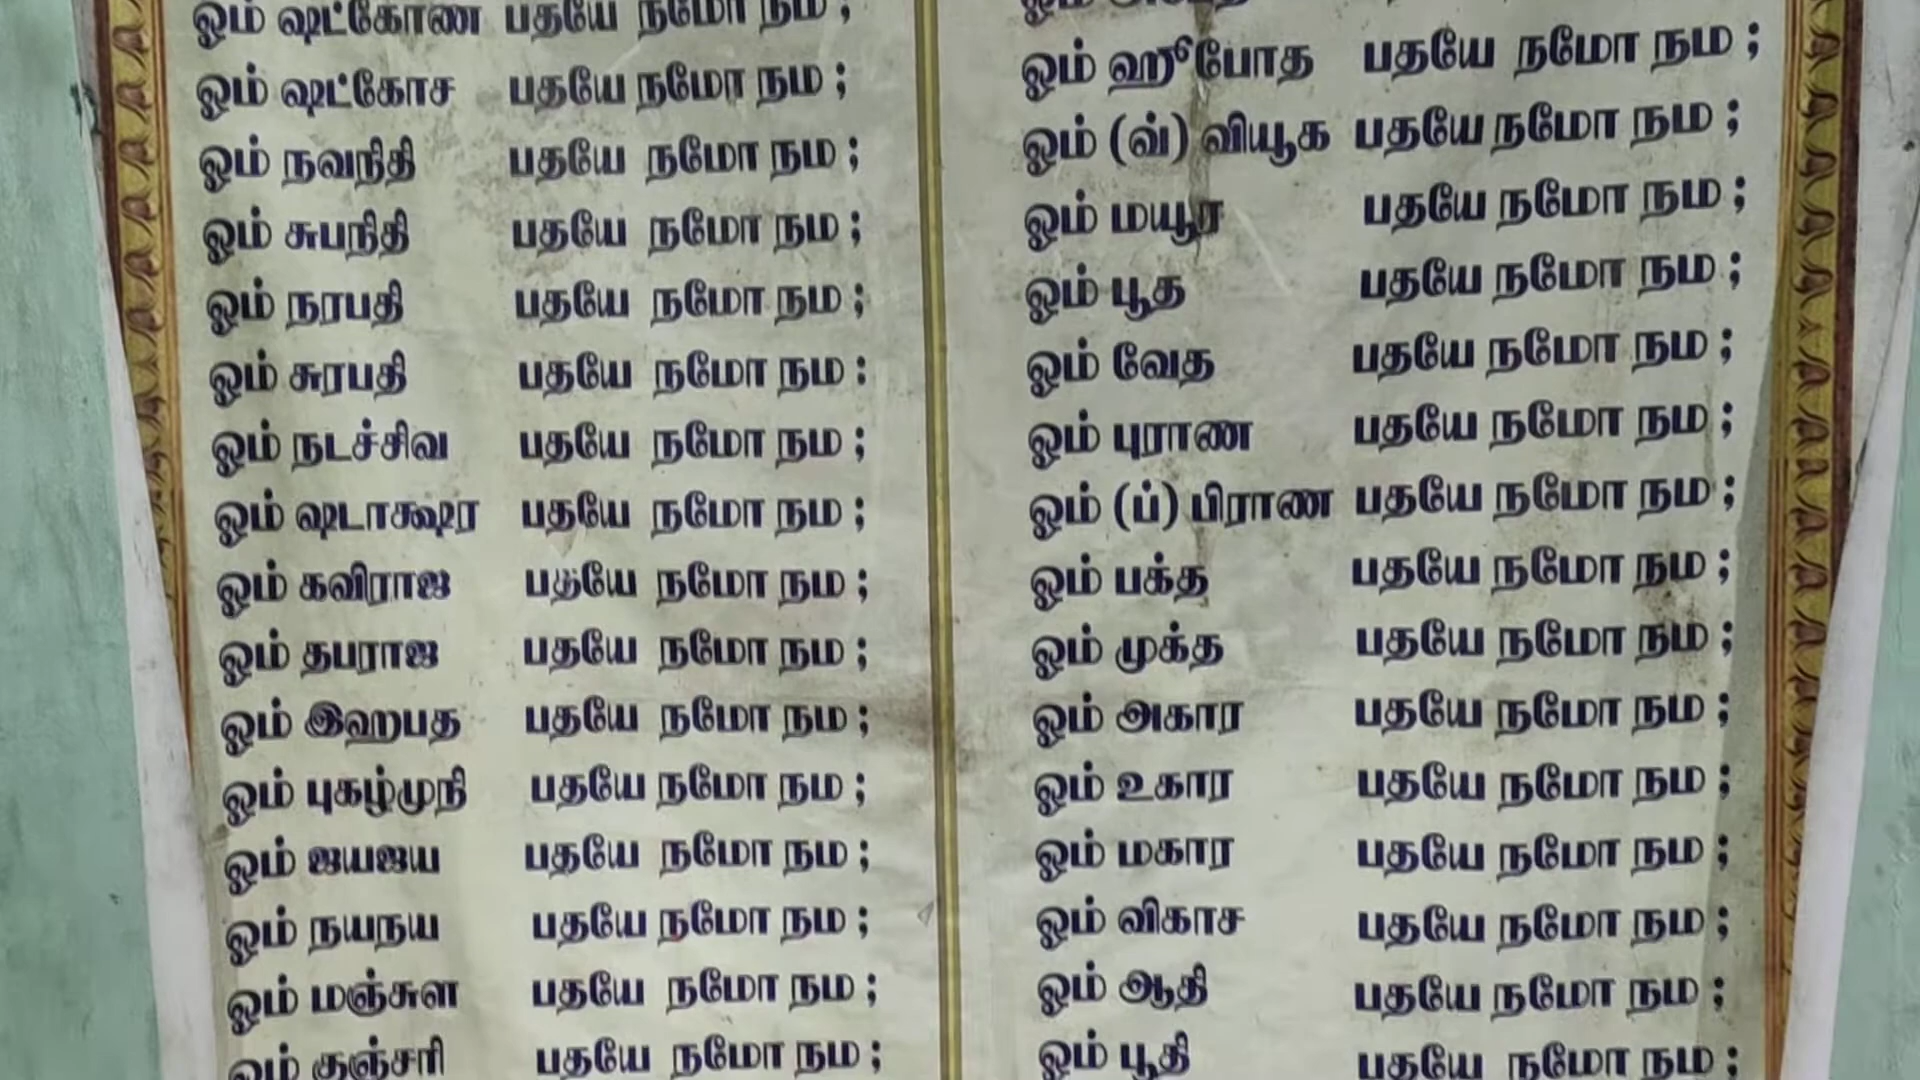 ஓம் ஷட்கோண பதயே நமோ நம ;
ஓம் ஷட்கோச பதயே நமோ நம ;
ஓம் நவநிதி பதயே நமோ நம ;
ஓம் சுபநிதி பதயே நமோ நம ;
ஓம் நரபதி பதயே நமோ நம ;
ஓம் சுரபதி பதயே நமோ நம :
ஓம் நடச்சிவ பதயே நமோ நம ;
ஓம் ஷடாக்ஷர பதயே நமோ நம ;
ஓம் கவிராஜ பதயே நமோ நம ;
ஓம் தபராஜ பதயே நமோ நம ;
ஓம் இஹபத பதயே நமோ நம ;
ஓம் புகழ்முநி பதயே நமோ நம ;
ஓம் ஜயஜய பதயே நமோ நம ;
ஓம் நயநய பதயே நமோ நம ;
ஓம் மஞ்சுள பதயே நமோ நம ;
ஓம் குஞ்சரி பதயே நமோ நம ;
ஓம் ஹூபோத பதயே நமோ நம ;
ஓம் (வ்) வியூக பதயே நமோ நம ;
ஓம் மயூர பதயே நமோ நம ;
ஓம் பூத பதயே நமோ நம ;
ஓம் வேத பதயே நமோ நம ;
ஓம் புராண பதயே நமோ நம ;
ஓம் (ப்) பிராண பதயே நமோ நம ;
ஓம் பக்த பதயே நமோ நம ;
ஓம் முக்த பதயே நமோ நம ;
ஓம் அகார பதயே நமோ நம ;
ஓம் உகார பதயே நமோ நம ;
ஓம் மகார பதயே நமோ நம ;
ஓம் விகாச பதயே நமோ நம ;
ஓம் ஆதி பதயே நமோ நம ;
ஓம் பூதி பதயே நமோ நம ;